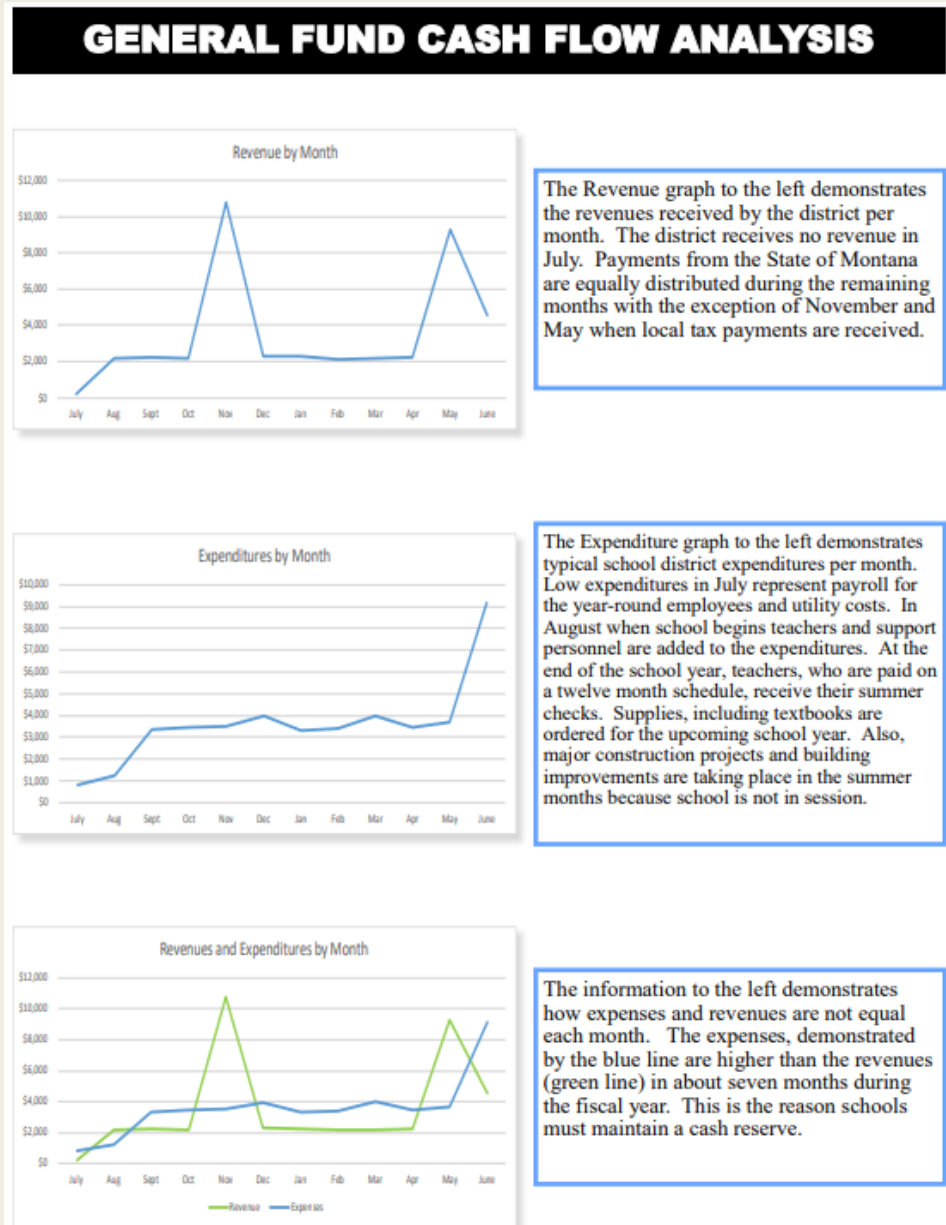 GENERAL FUND CASH FLOW ANALYSIS
Revenue by Month
$12,000
$10,000
$8,000
$6,000
$4,000
$2,000
$0
July Aug Sept Oct Nov Dec Jan Feb Mar Apr May June
The Revenue graph to the left demonstrates
the revenues received by the district per
month. The district receives no revenue in
July. Payments from the State of Montana
are equally distributed during the remaining
months with the exception of November and
May when local tax payments are received.
Expenditures by Month
$10,000
$9,000
$8,000
$7,000
$6,000
$5,000
$4,000
$3,000
$2,000
$1,000
$0
July Aug Sept Oct Nov Dec Jan Feb Mar Apr May June
The Expenditure graph to the left demonstrates
typical school district expenditures per month.
Low expenditures in July represent payroll for
the year-round employees and utility costs. In
August when school begins teachers and support
personnel are added to the expenditures. At the
end of the school year, teachers, who are paid on
a twelve month schedule, receive their summer
checks. Supplies, including textbooks are
ordered for the upcoming school year. Also,
major construction projects and building
improvements are taking place in the summer
months because school is not in session.
Revenues and Expenditures by Month
$12,000
$10,000
$8,000
$6,000
$4,000
$2,000
$0
July Aug Sept Oct Nov Dec Jan Feb Mar Apr May June
Revenue Expenses
The information to the left demonstrates
how expenses and revenues are not equal
each month. The expenses, demonstrated
by the blue line are higher than the revenues
(green line) in about seven months during
the fiscal year. This is the reason schools
must maintain a cash reserve.